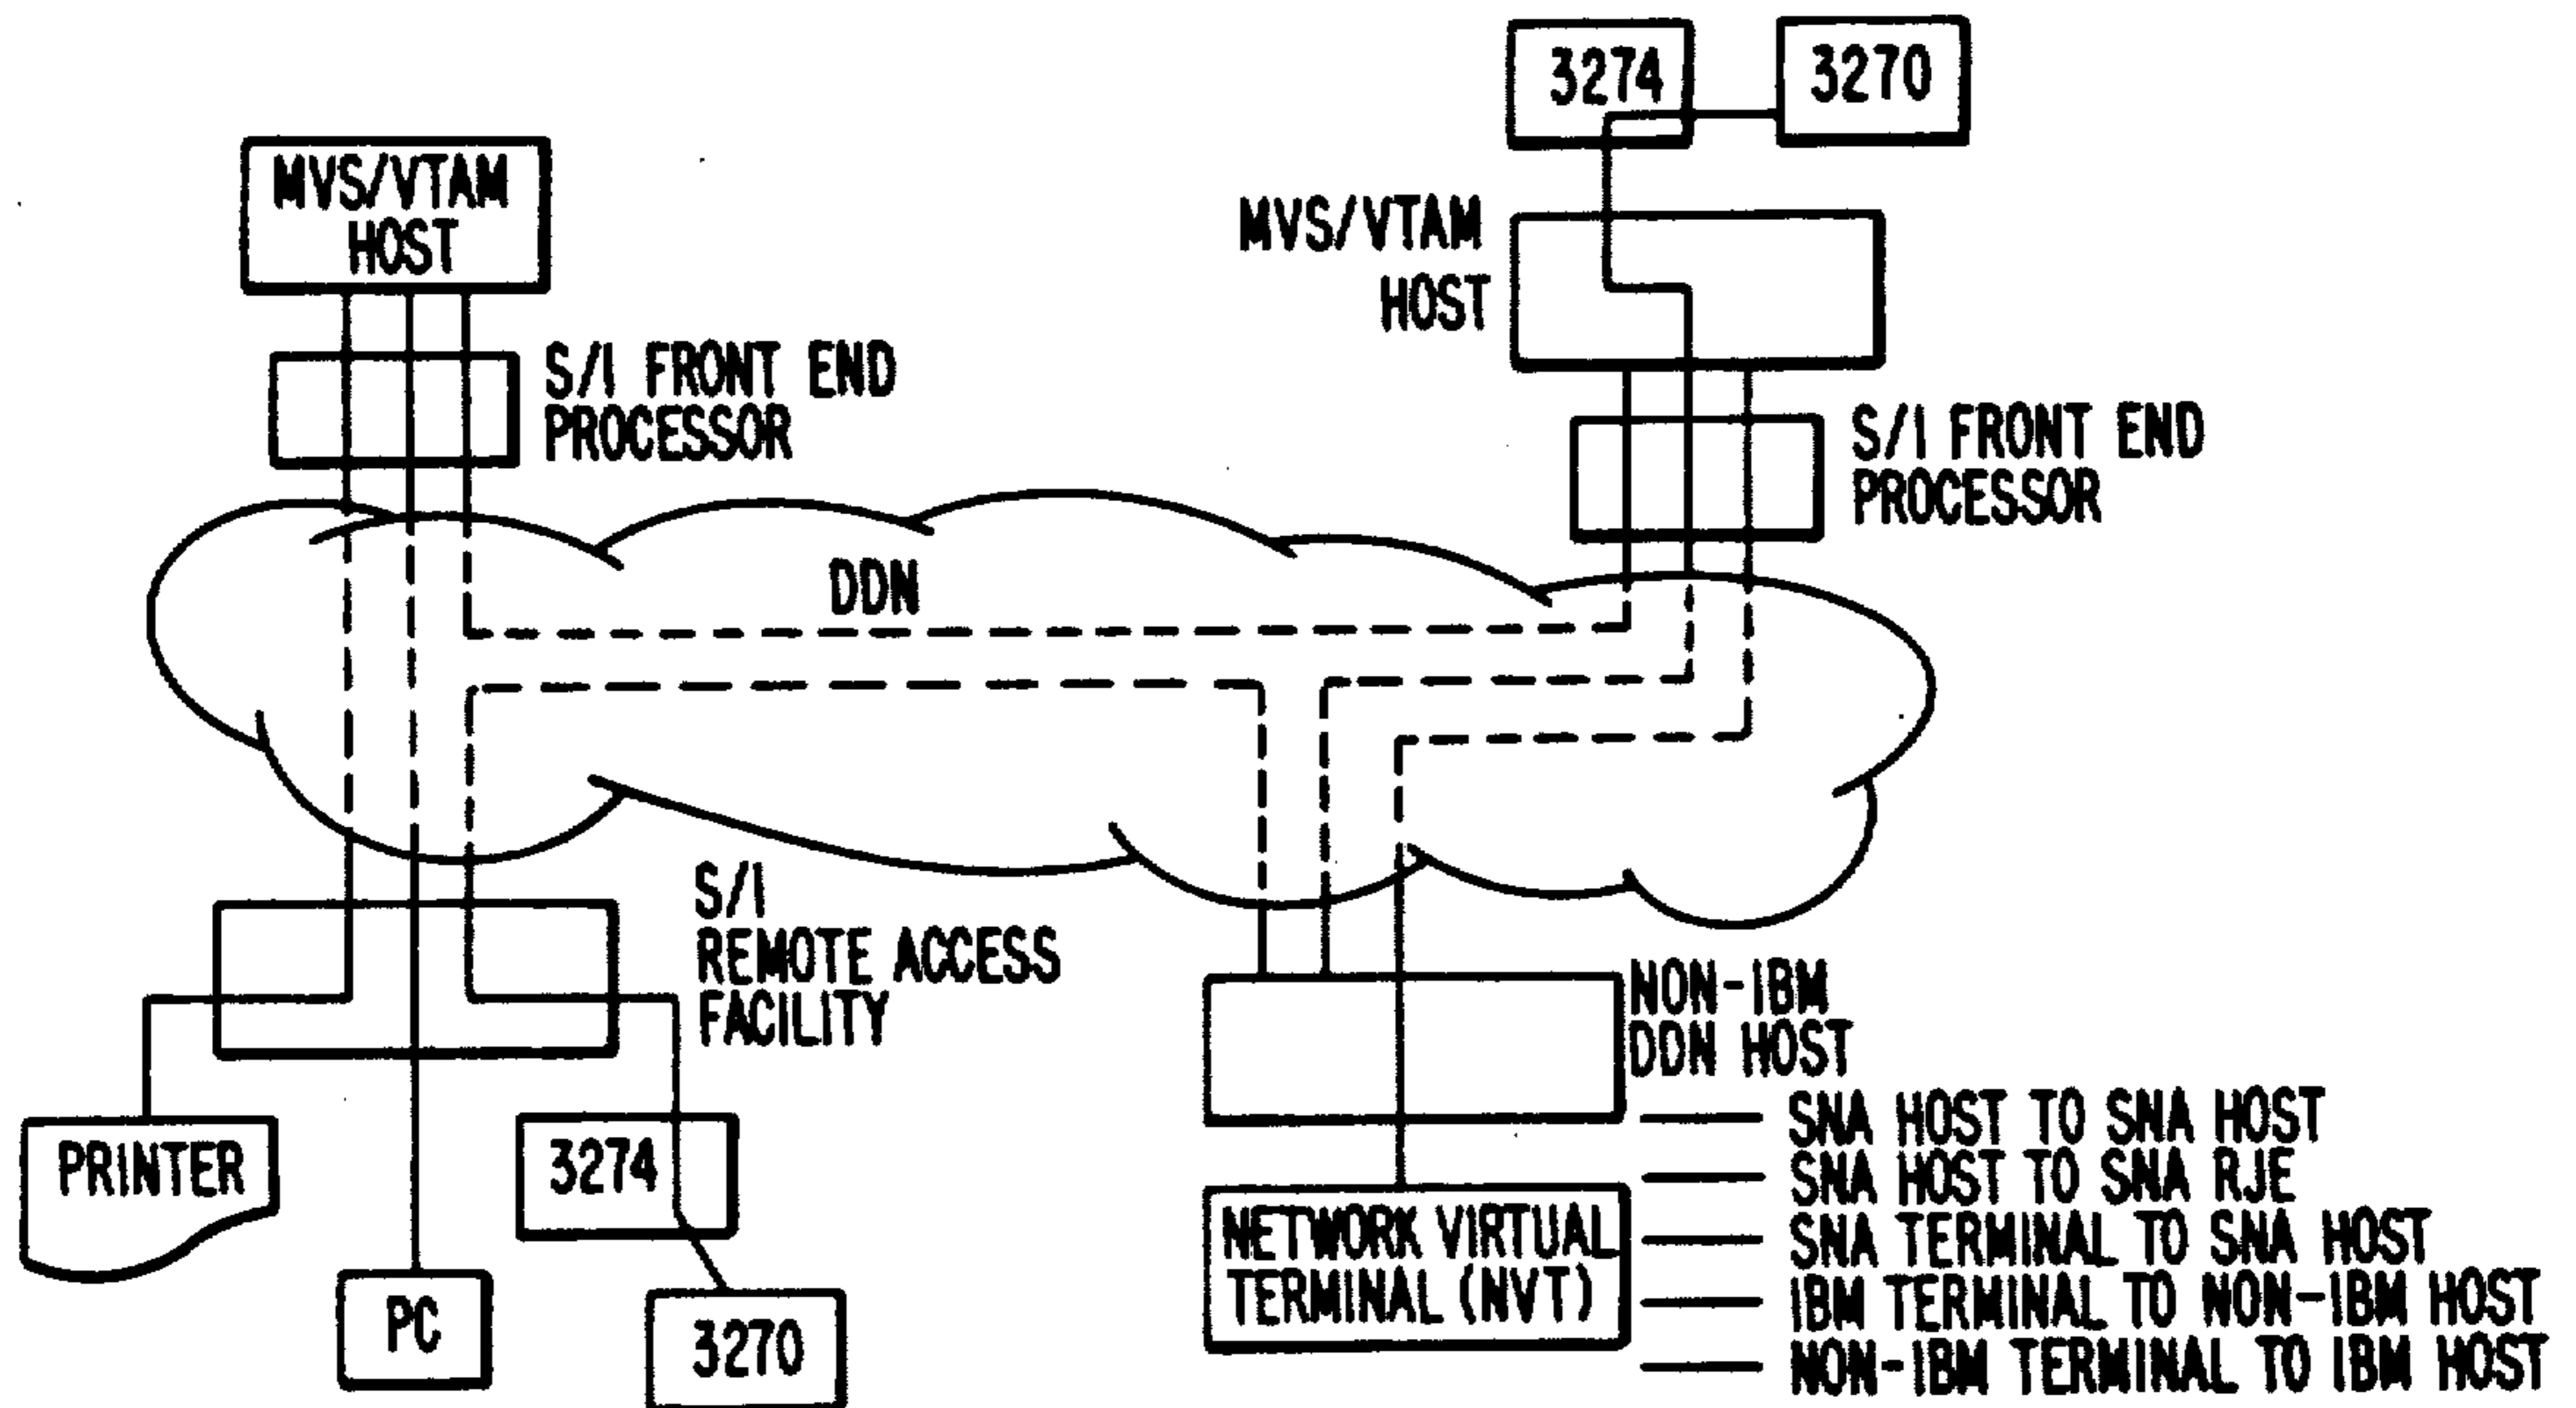 3274
3270
MVS/VTAM
HOST
MVS/VTAM
HOST
S/1 FRONT END
PROCESSOR
S/1 FRONT END
PROCESSOR
DDN
S/1
REMOTE ACCESS
FACILITY
NON-IBM
DDN HOST
PRINTER
3274
PC
3270
NETWORK VIRTUAL
TERMINAL (NVT)
SNA HOST TO SNA HOST
SNA HOST TO SNA RJE
SNA TERMINAL TO SNA HOST
IBM TERMINAL TO NON-IBM HOST
NON-IBM TERMINAL TO IBM HOST